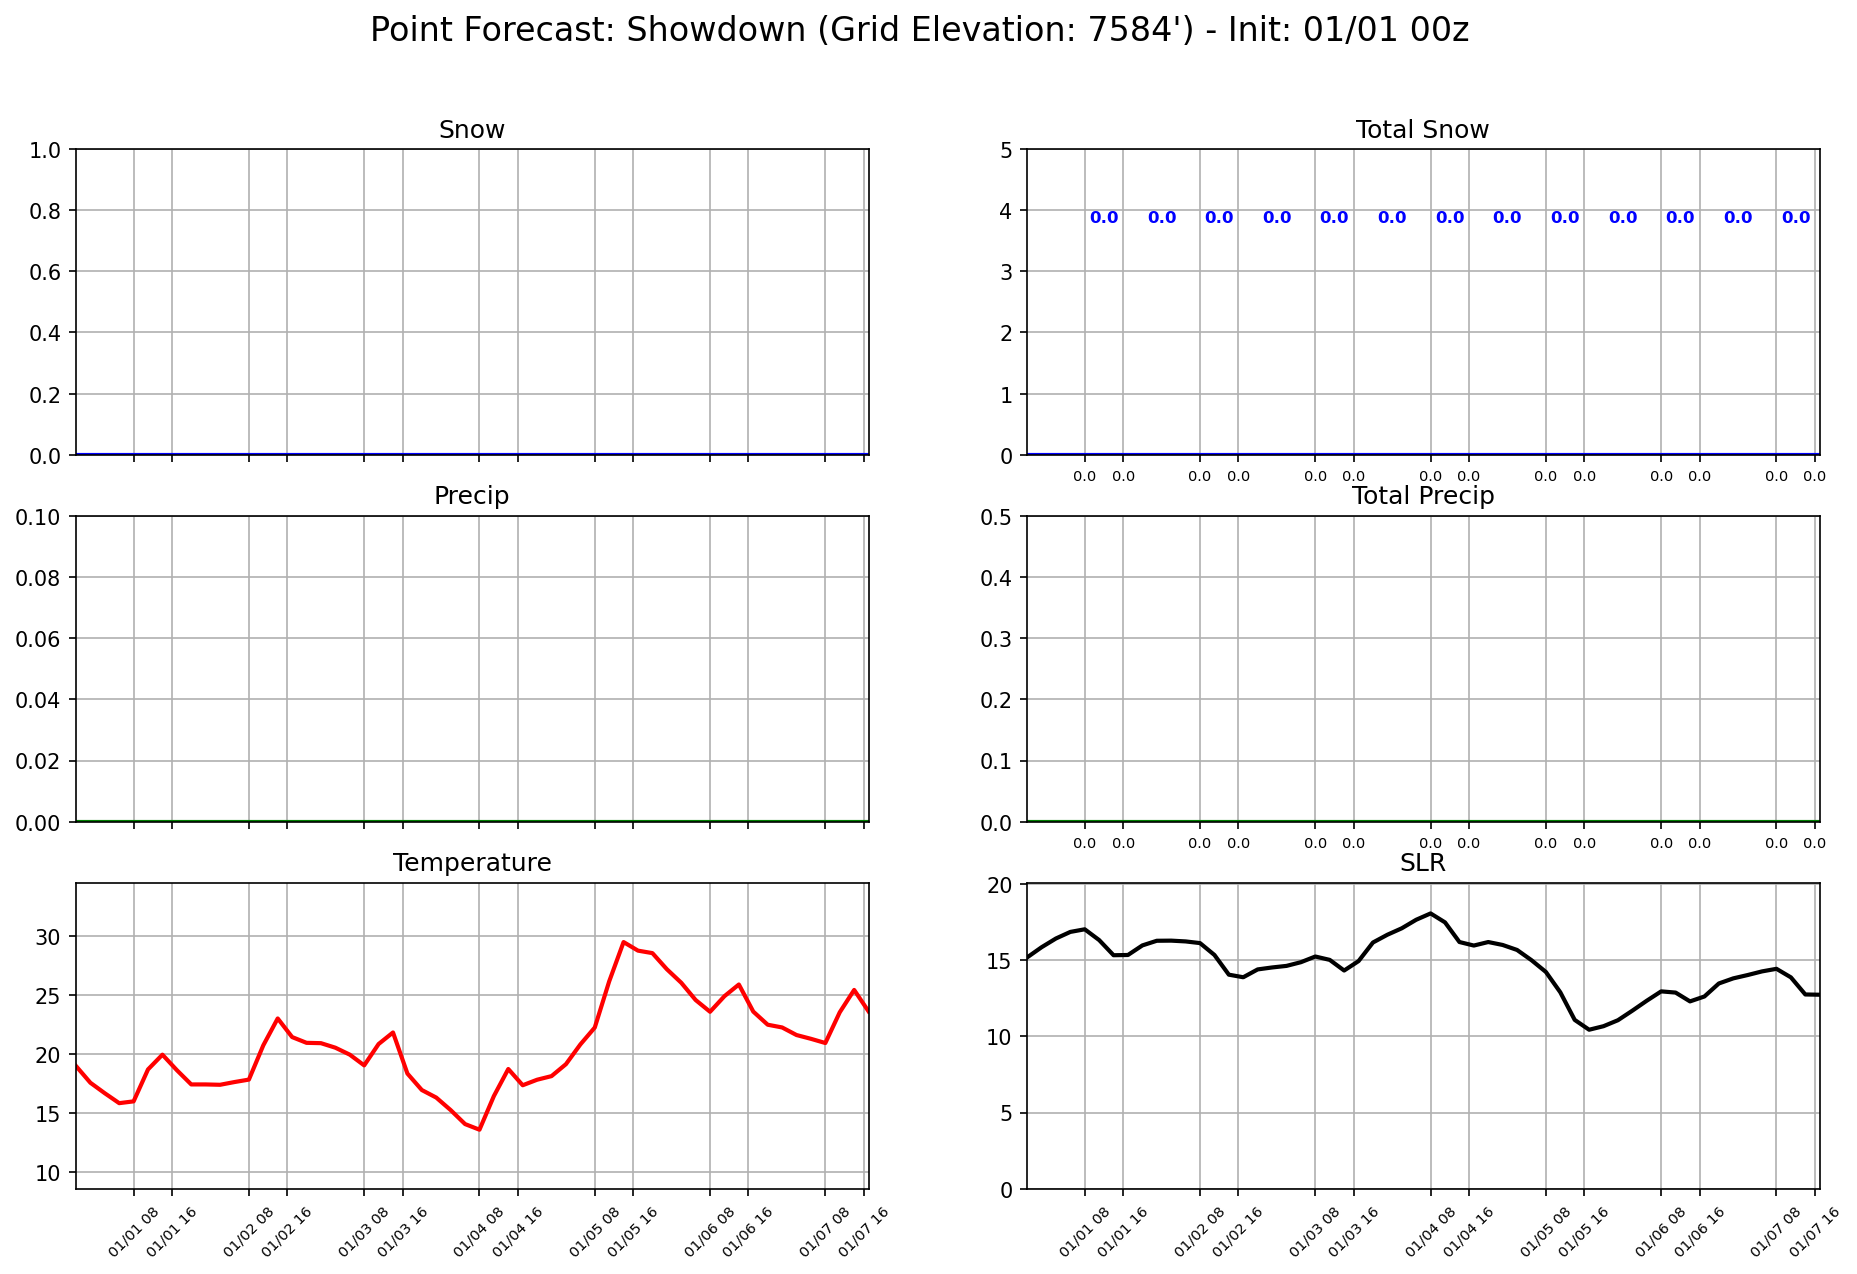 Point Forecast: Showdown (Grid Elevation: 7584') - Init: 01/01 00z
Snow
1.0
0.8
0.6
0.4
0.2
0.0
Total Snow
5
4
3
2
1
0
0.0 0.0 0.0 0.0 0.0 0.0 0.0 0.0 0.0 0.0 0.0 0.0 0.0
0.0 0.0 0.0 0.0 0.0 0.0 0.0 0.0 0.0 0.0 0.0 0.0 0.0 0.0
Precip
0.10
0.08
0.06
0.04
0.02
0.00
Total Precip
0.5
0.4
0.3
0.2
0.1
0.0
0.0 0.0 0.0 0.0 0.0 0.0 0.0 0.0 0.0 0.0 0.0 0.0 0.0 0.0
Temperature
30
25
20
15
10
01/01 08 01/01 16 01/02 08 01/02 16 01/03 08 01/03 16 01/04 08 01/04 16 01/05 08 01/05 16 01/06 08 01/06 16 01/07 08 01/07 16
SLR
20
15
10
5
0
01/01 08 01/01 16 01/02 08 01/02 16 01/03 08 01/03 16 01/04 08 01/04 16 01/05 08 01/05 16 01/06 08 01/06 16 01/07 08 01/07 16